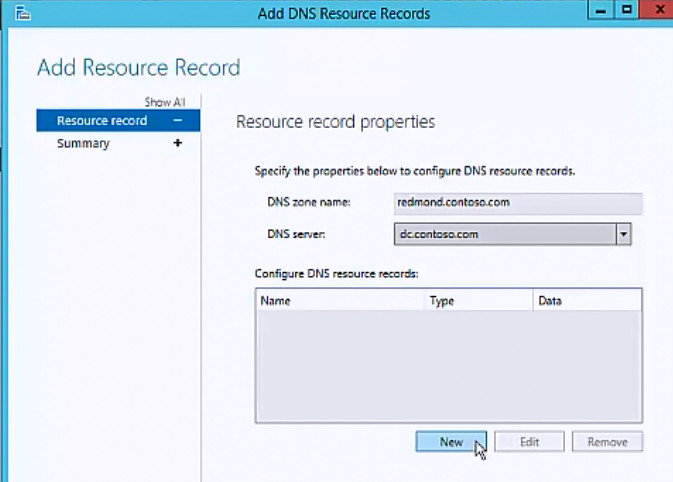 Add DNS Resource Records
Add Resource Record
Show All
Resource record −
Summary +
Resource record properties
Specify the properties below to configure DNS resource records.
DNS zone name: redmond.contoso.com
DNS server: dc.contoso.com
Configure DNS resource records:
Name Type Data
New Edit Remove